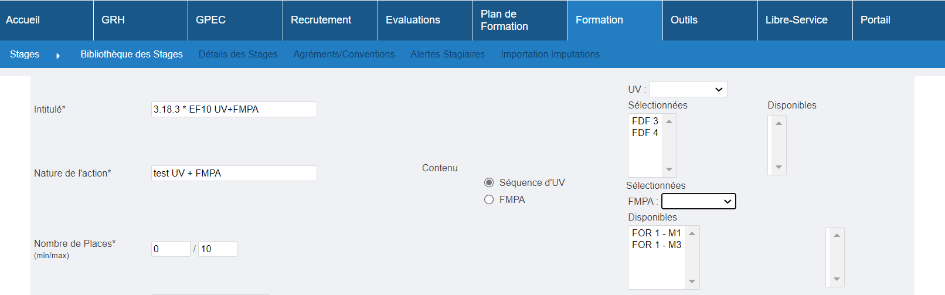 Accueil
GRH
GPEC
Recrutement
Evaluations
Plan de
Formation
Formation
Outils
Libre-Service
Portail
Stages
Bibliothèque des Stages
Détails des Stages
Agréments/Conventions
Alertes Stagiaires
Importation Imputations
UV :
Intitulé*
3.18.3 * EF10 UV+FMPA
Sélectionnées
Disponibles
FDF 3
FDF 4
Nature de l'action*
test UV + FMPA
Contenu
Séquence d'UV
FMPA
Sélectionnées
FMPA :
Disponibles
FOR 1 - M1
FOR 1 - M3
Nombre de Places*
(min/max)
0 / 10